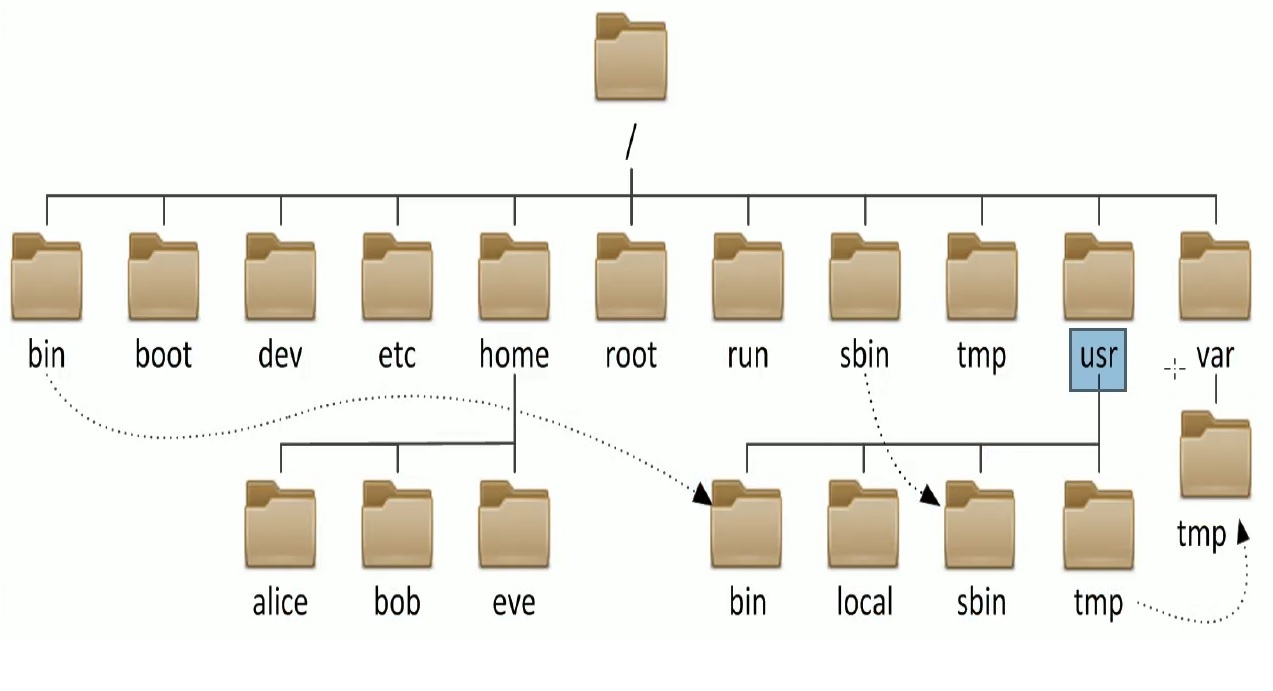 /
bin boot dev etc home root run sbin tmp usr var
tmp
alice bob eve bin local sbin tmp